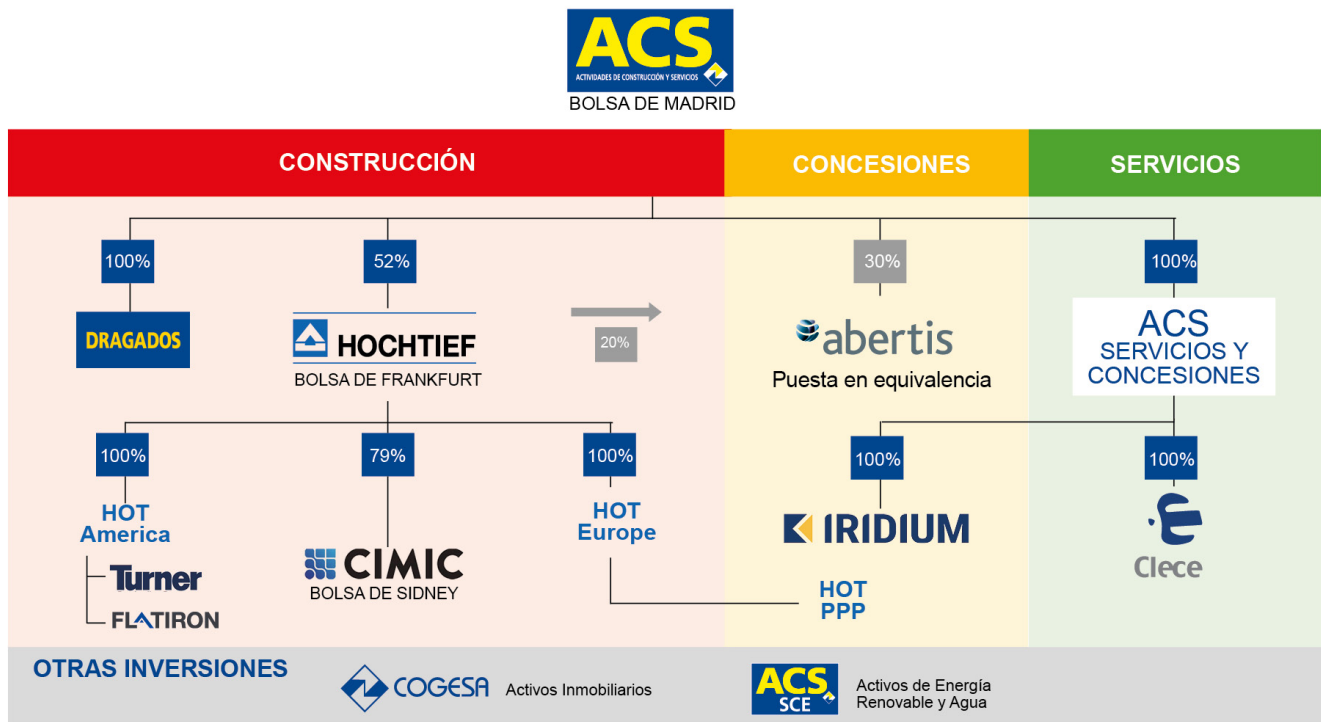 ACS
ACTIVIDADES DE CONSTRUCCIÓN Y SERVICIOS
BOLSA DE MADRID
CONSTRUCCIÓN
CONCESIONES
SERVICIOS
100%
52%
30%
100%
DRAGADOS
HOCHTIEF
BOLSA DE FRANKFURT
20%
abertis
Puesta en equivalencia
ACS
SERVICIOS Y
CONCESIONES
100%
79%
100%
100%
100%
HOT
America
Turner
FLATIRON
CIMIC
BOLSA DE SIDNEY
HOT
Europe
IRIDIUM
HOT
PPP
Clece
OTRAS INVERSIONES
COGESA
Activos Inmobiliarios
ACS
SCE
Activos de Energía
Renovable y Agua